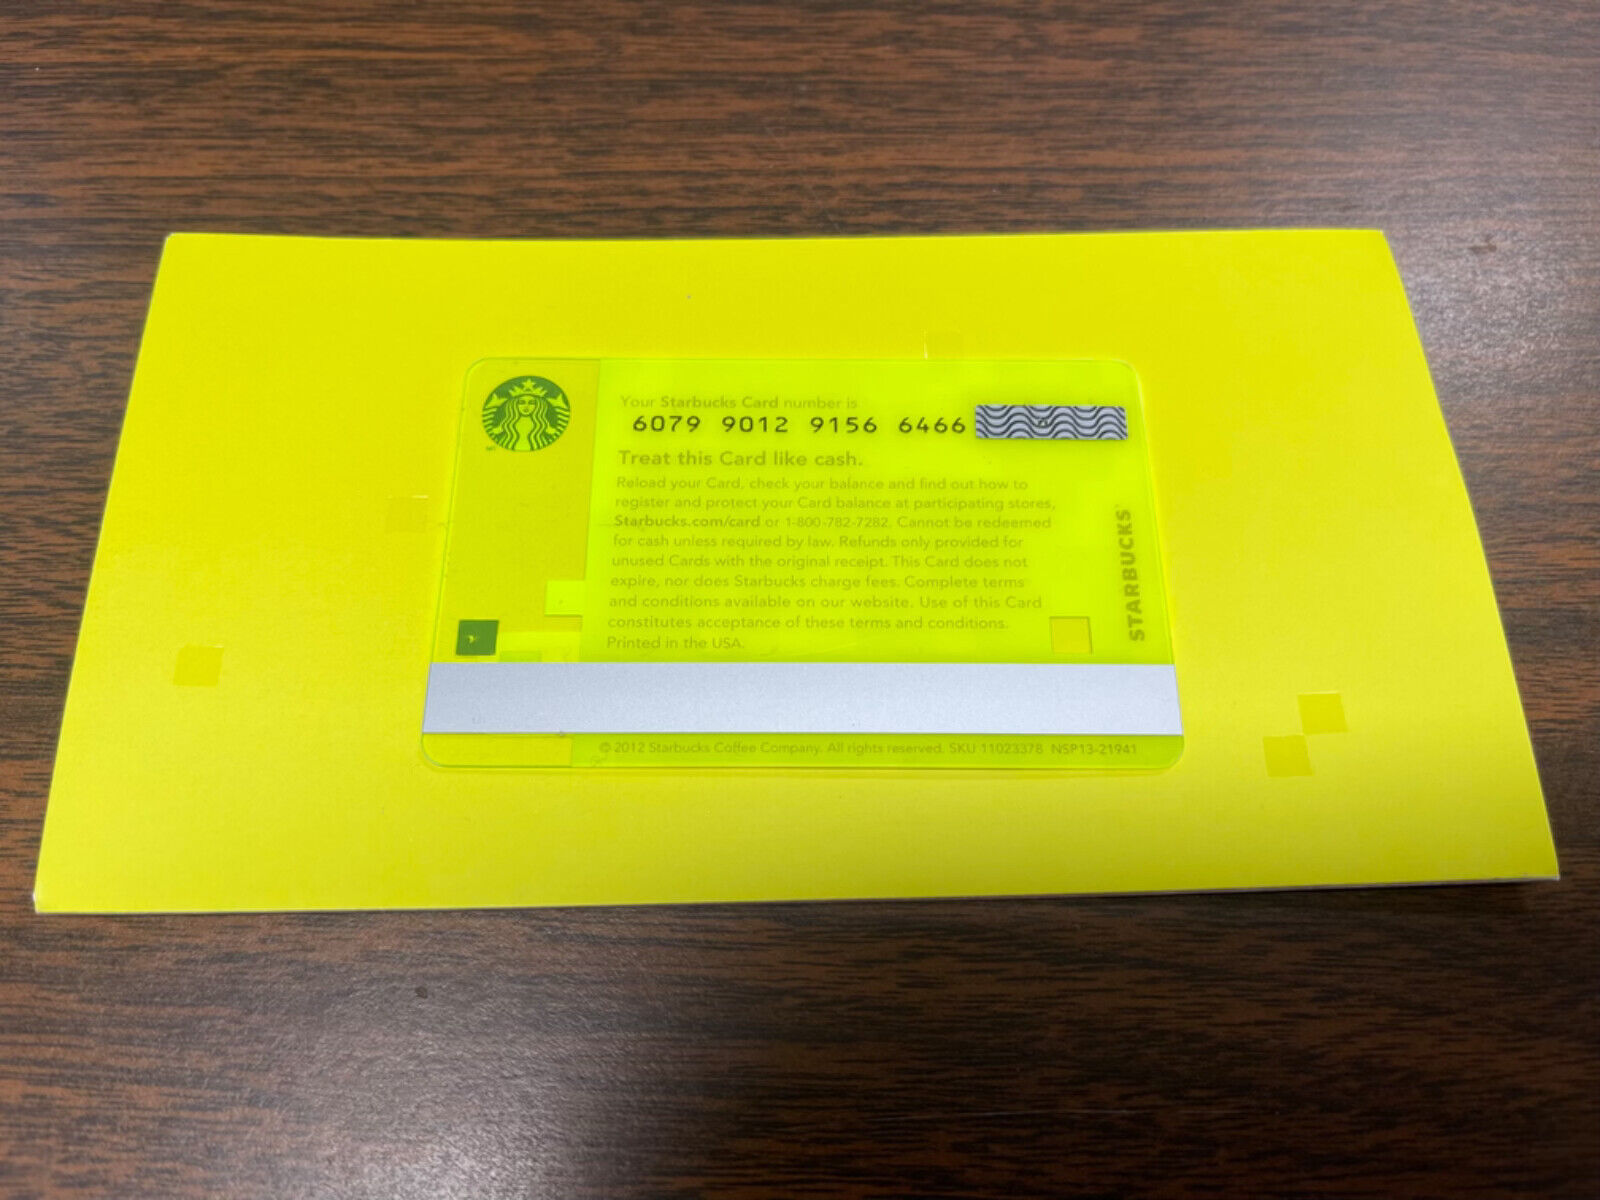 Your Starbucks Card number is
6079 9012 9156 6466
Treat this Card like cash.
Reload your Card, check your balance and find out how to
register and protect your Card balance at participating stores,
Starbucks.com/card or 1-800-782-7282. Cannot be redeemed
for cash unless required by law. Refunds only provided for
unused Cards with the original receipt. This Card does not
expire, nor does Starbucks charge fees. Complete terms
and conditions available on our website. Use of this Card
constitutes acceptance of these terms and conditions.
Printed in the USA.
STARBUCKS
© 2012 Starbucks Coffee Company. All rights reserved. SKU 11023378 NSP13-21941